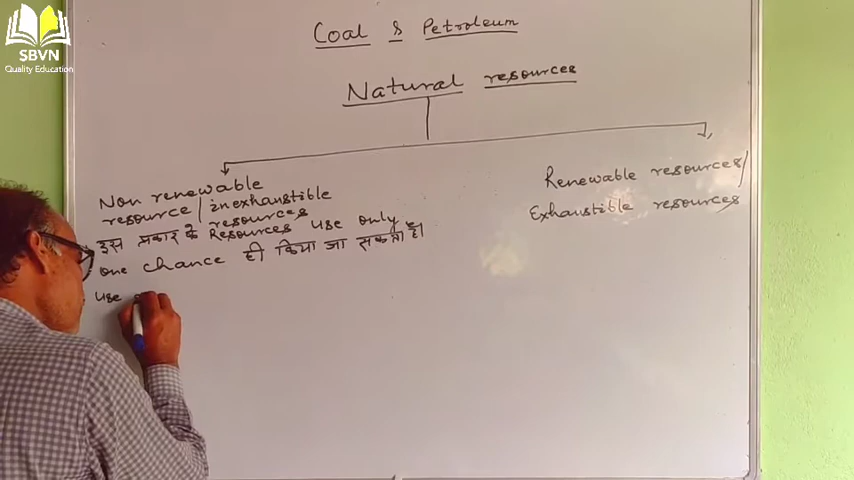 SBVN
Quality Education
Coal & Petroleum
Natural resources
Non renewable
resource / inexhaustible
resources
इस प्रकार के Resources use only
one chance ही किया जा सकता है।
use
Renewable resources/
Exhaustible resources